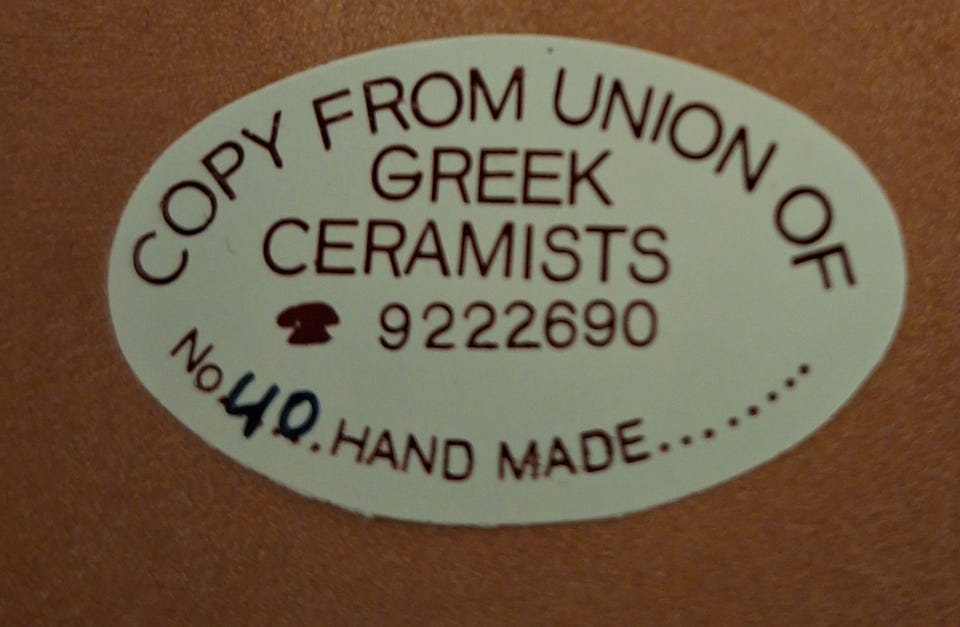 COPY FROM UNION OF
GREEK
CERAMISTS
☎ 9222690
No 40. HAND MADE........